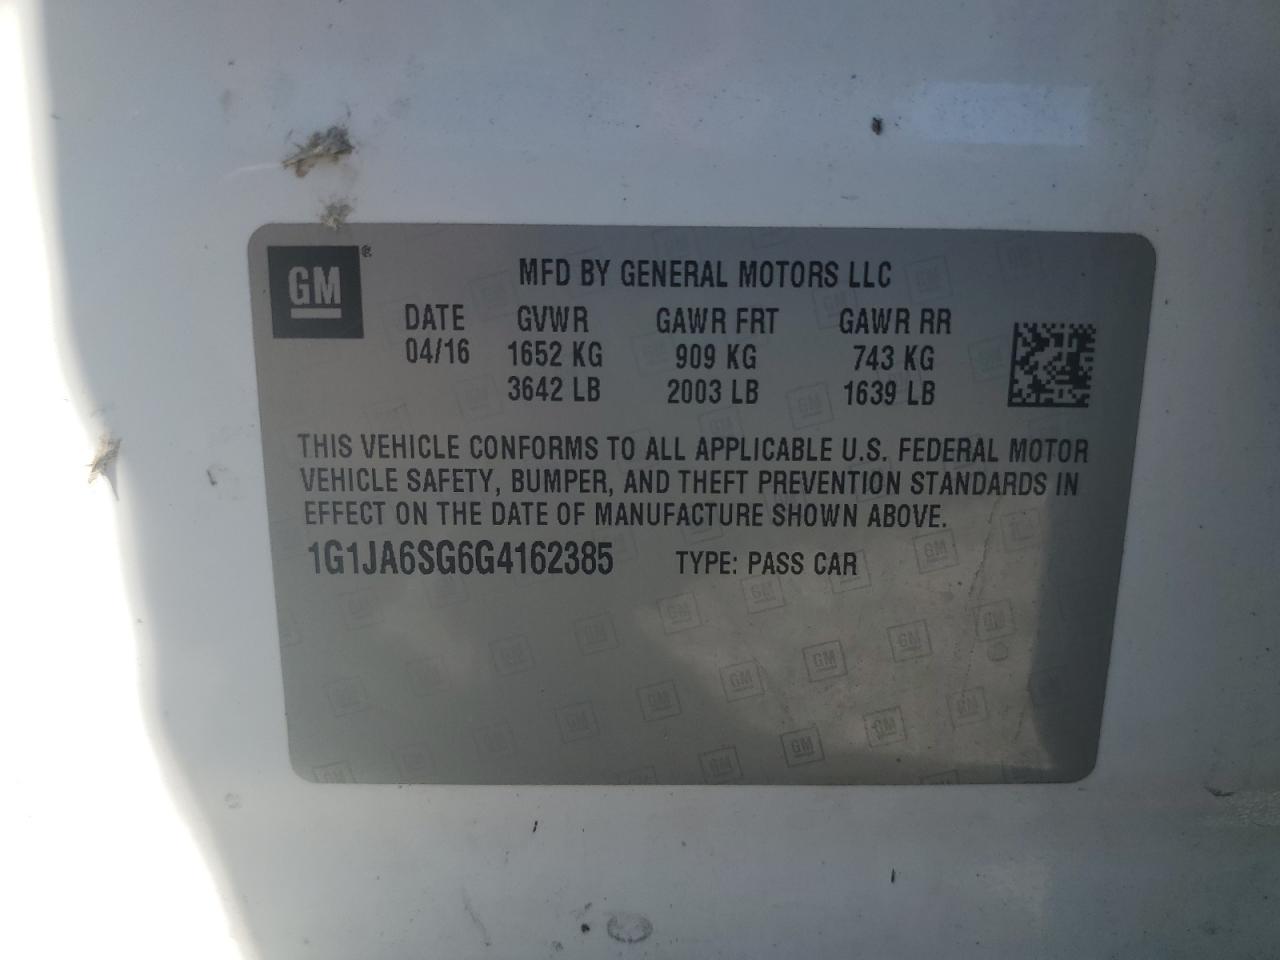 GM ®
MFD BY GENERAL MOTORS LLC
DATE GVWR GAWR FRT GAWR RR
04/16 1652 KG 909 KG 743 KG
3642 LB 2003 LB 1639 LB
THIS VEHICLE CONFORMS TO ALL APPLICABLE U.S. FEDERAL MOTOR
VEHICLE SAFETY, BUMPER, AND THEFT PREVENTION STANDARDS IN
EFFECT ON THE DATE OF MANUFACTURE SHOWN ABOVE.
1G1JA6SG6G4162385 TYPE: PASS CAR